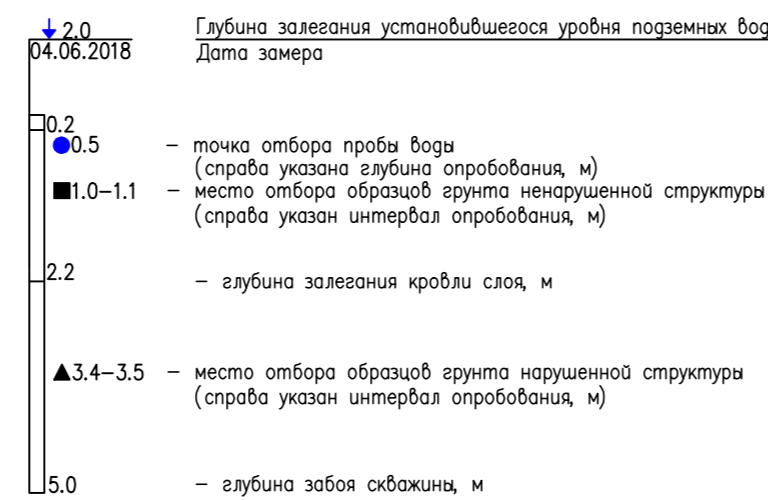 2.0 Глубина залегания установившегося уровня подземных вод
04.06.2018 Дата замера
0.2
0.5 – точка отбора пробы воды
(справа указана глубина опробования, м)
1.0–1.1 – место отбора образцов грунта ненарушенной структуры
(справа указан интервал опробования, м)
2.2 – глубина залегания кровли слоя, м
3.4–3.5 – место отбора образцов грунта нарушенной структуры
(справа указан интервал опробования, м)
5.0 – глубина забоя скважины, м